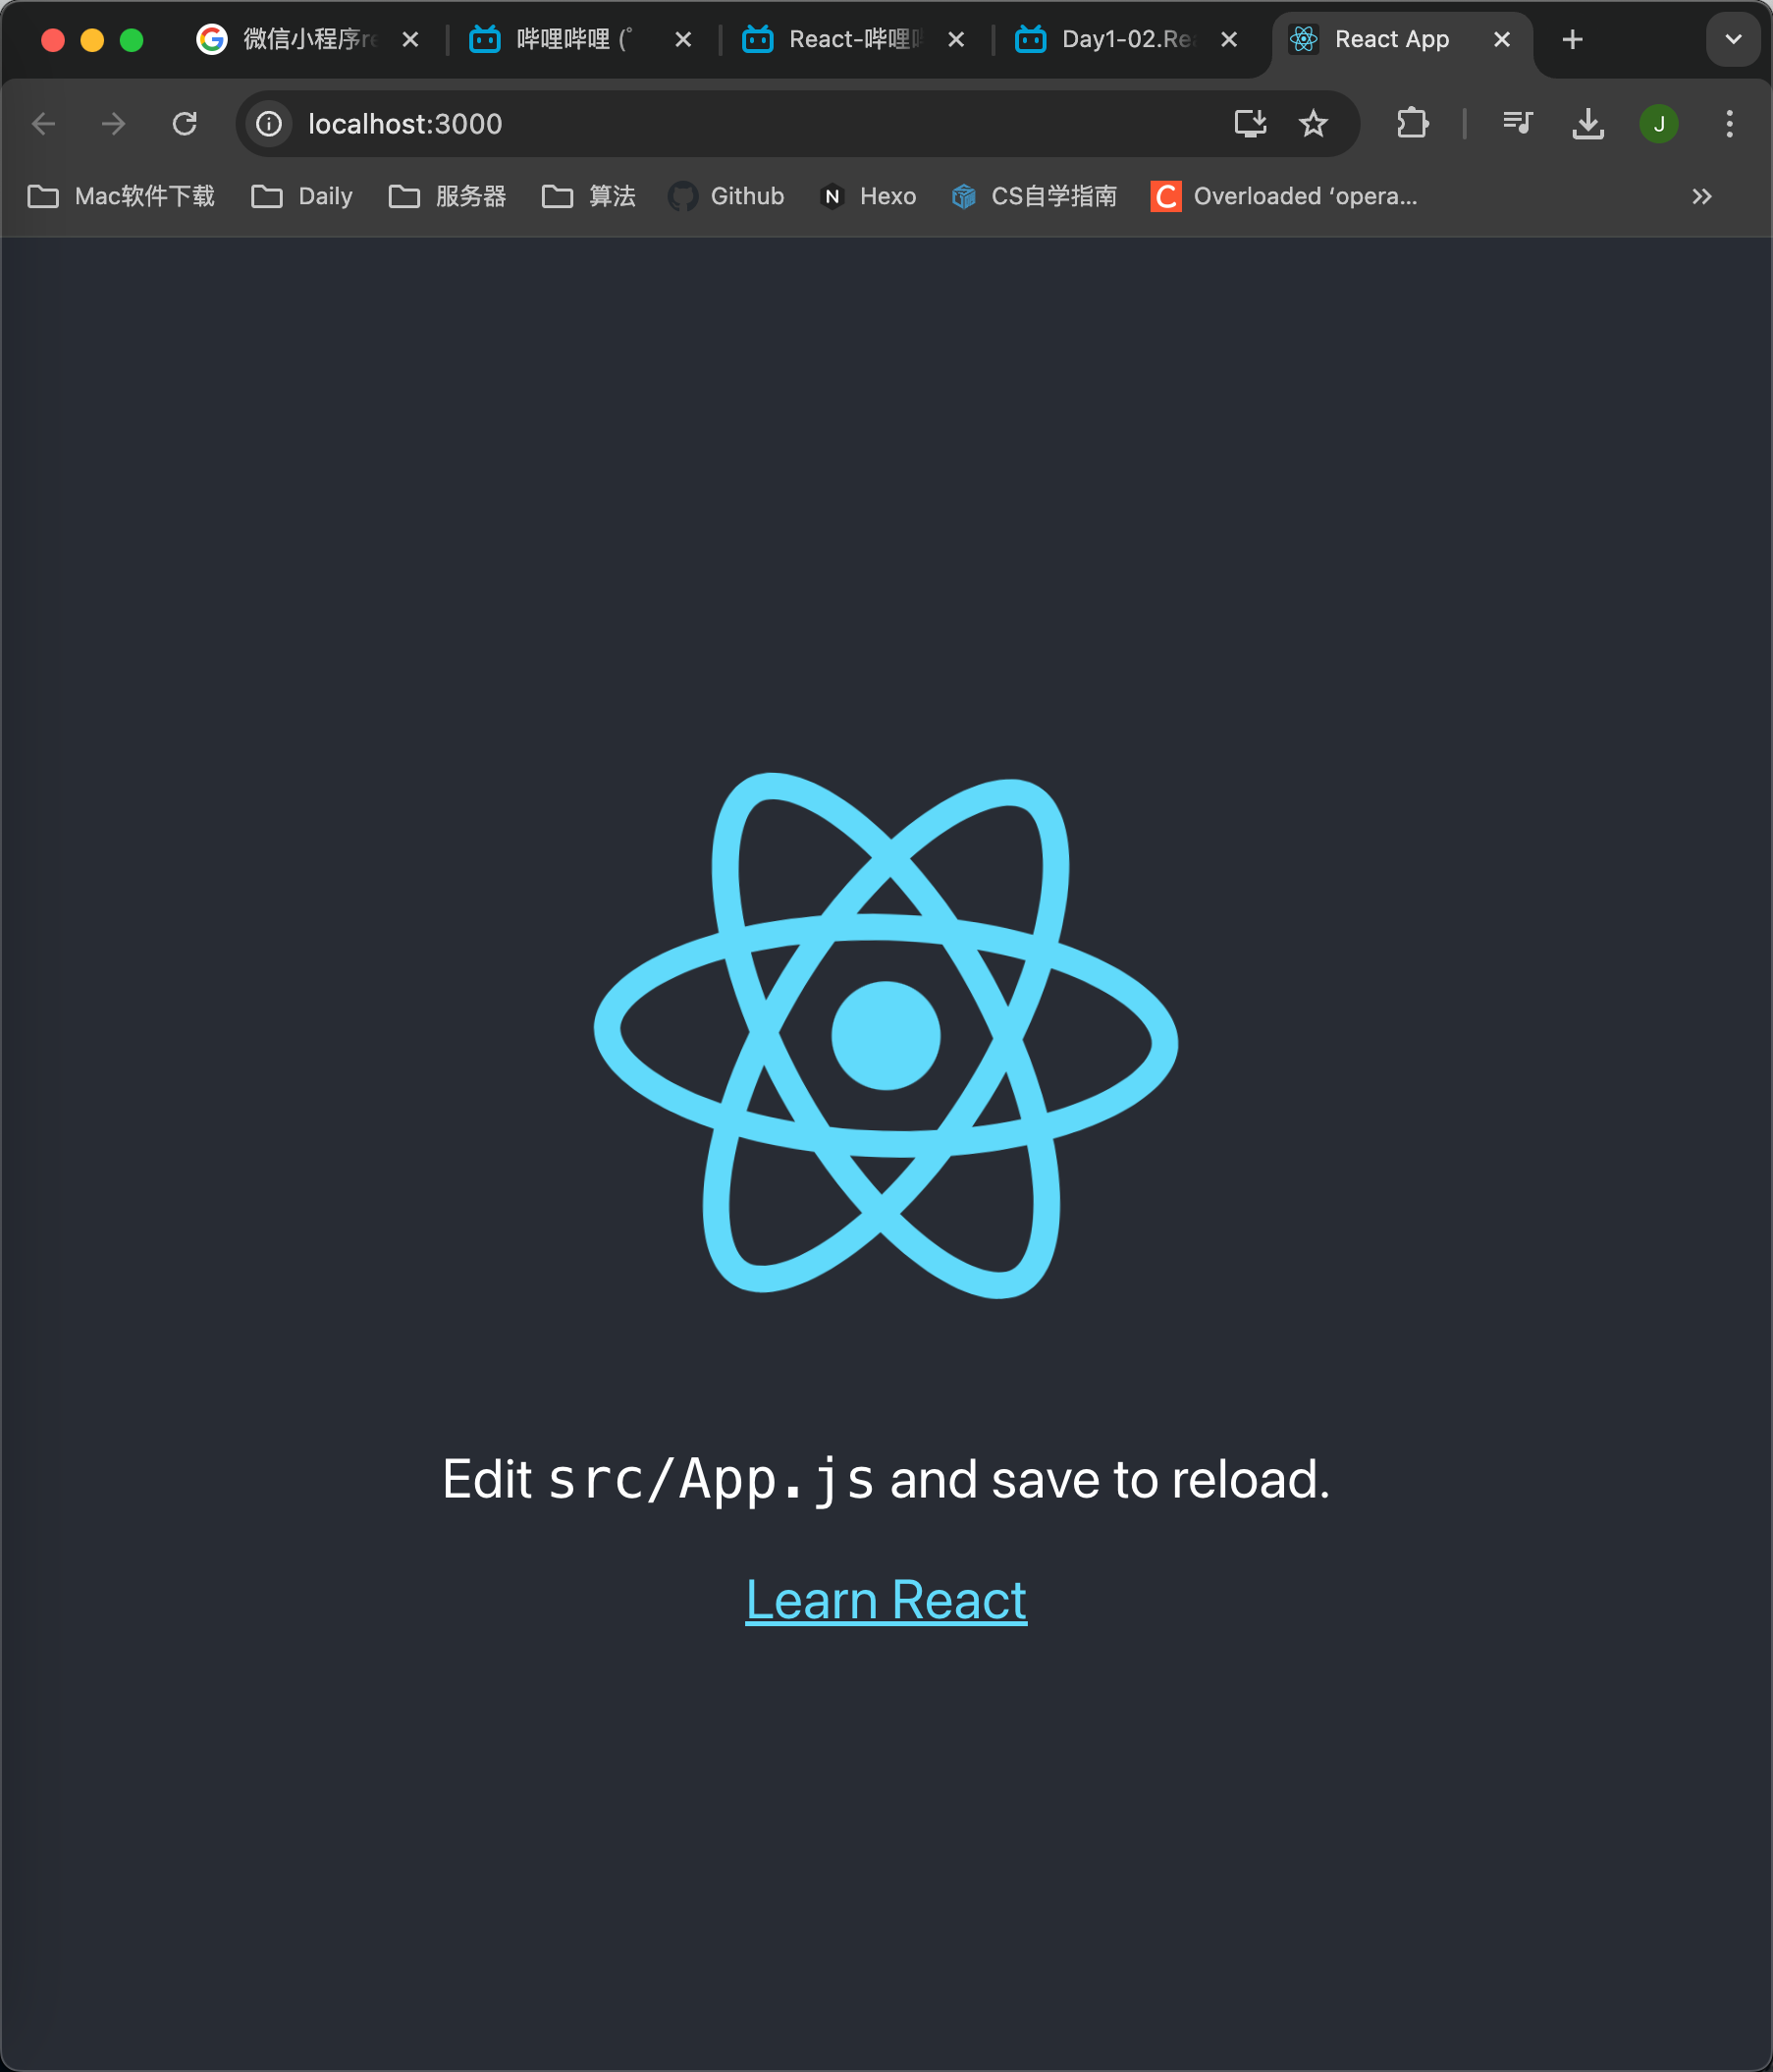 微信小程序re
哔哩哔哩 (゜
React-哔哩
Day1-02.Rea
React App
localhost:3000
J
Mac软件下载
Daily
服务器
算法
Github
N
Hexo
CS自学指南
C
Overloaded ‘opera...
Edit src/App.js and save to reload.
Learn React